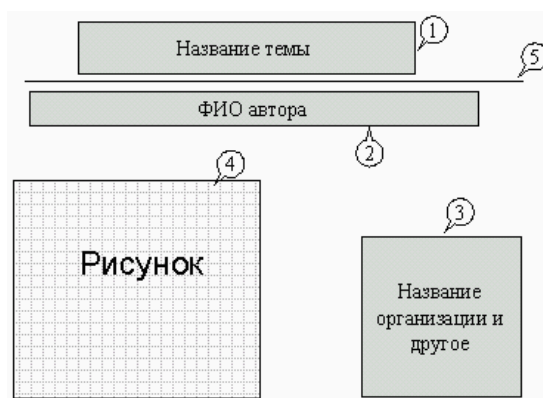 Название темы
1
5
ФИО автора
2
4
3
Рисунок
Название
организации и
другое